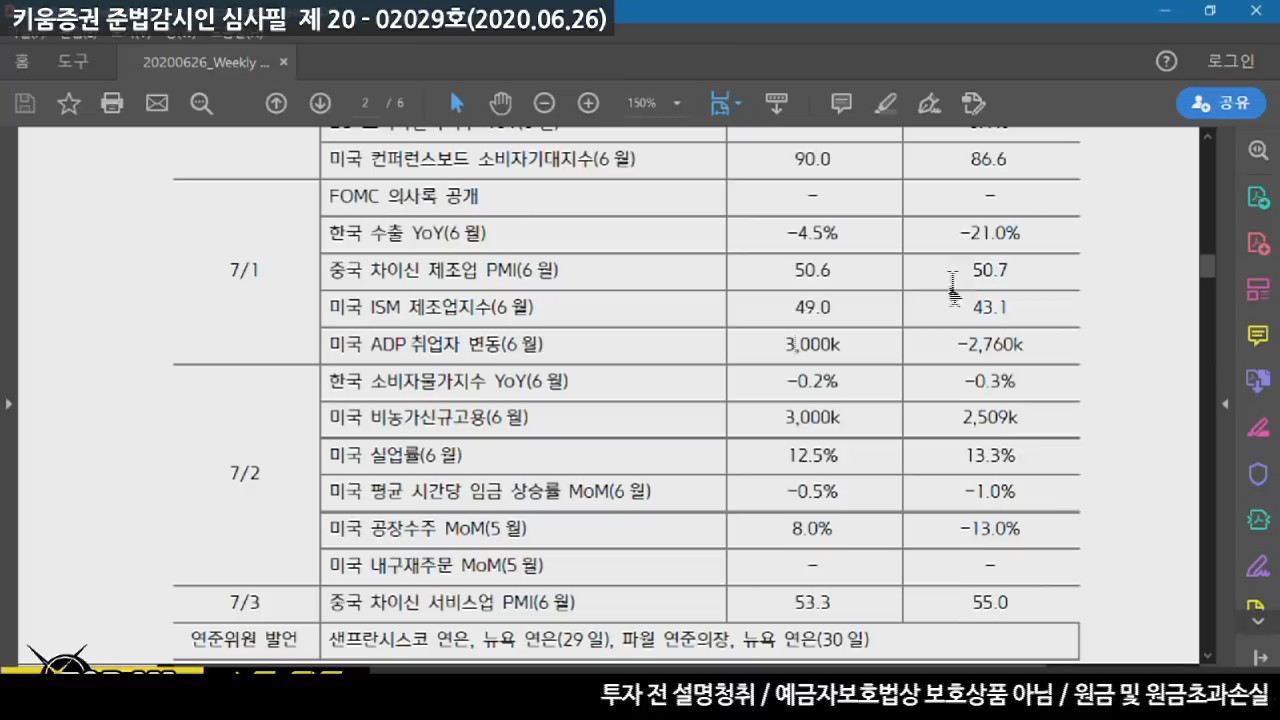 키움증권 준법감시인 심사필 제 20 - 02029호(2020.06.26)
홈 도구 20200626_Weekly ... × 로그인
2 / 6 150% 공유
미국 컨퍼런스보드 소비자기대지수(6 월) 90.0 86.6
FOMC 의사록 공개 - -
한국 수출 YoY(6 월) -4.5% -21.0%
7/1 중국 차이신 제조업 PMI(6 월) 50.6 50.7
미국 ISM 제조업지수(6 월) 49.0 43.1
미국 ADP 취업자 변동(6 월) 3,000k -2,760k
한국 소비자물가지수 YoY(6 월) -0.2% -0.3%
미국 비농가신규고용(6 월) 3,000k 2,509k
미국 실업률(6 월) 12.5% 13.3%
7/2
미국 평균 시간당 임금 상승률 MoM(6 월) -0.5% -1.0%
미국 공장수주 MoM(5 월) 8.0% -13.0%
미국 내구재주문 MoM(5 월) - -
7/3 중국 차이신 서비스업 PMI(6 월) 53.3 55.0
연준위원 발언 샌프란시스코 연은, 뉴욕 연은(29 일), 파월 연준의장, 뉴욕 연은(30 일)
투자 전 설명청취 / 예금자보호법상 보호상품 아님 / 원금 및 원금초과손실